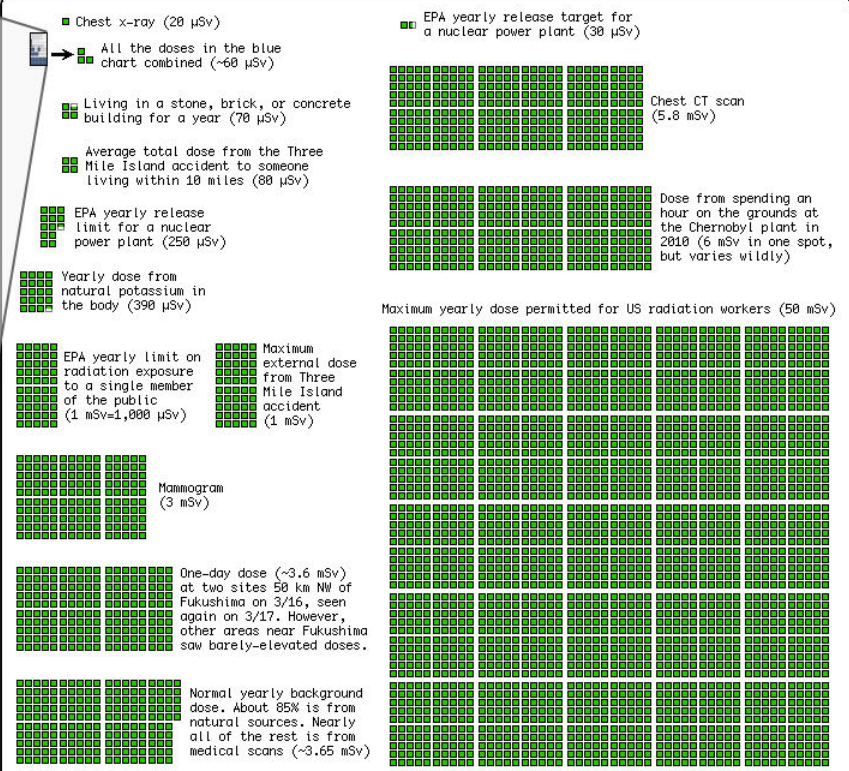 Chest x-ray (20 µSv)
All the doses in the blue
chart combined (~60 µSv)
Living in a stone, brick, or concrete
building for a year (70 µSv)
Average total dose from the Three
Mile Island accident to someone
living within 10 miles (80 µSv)
EPA yearly release
limit for a nuclear
power plant (250 µSv)
Yearly dose from
natural potassium in
the body (390 µSv)
EPA yearly limit on
radiation exposure
to a single member
of the public
(1 mSv=1,000 µSv)
Maximum
external dose
from Three
Mile Island
accident
(1 mSv)
Mammogram
(3 mSv)
One-day dose (~3.6 mSv)
at two sites 50 km NW of
Fukushima on 3/16, seen
again on 3/17. However,
other areas near Fukushima
saw barely-elevated doses.
Normal yearly background
dose. About 85% is from
natural sources. Nearly
all of the rest is from
medical scans (~3.65 mSv)
EPA yearly release target for
a nuclear power plant (30 µSv)
Chest CT scan
(5.8 mSv)
Dose from spending an
hour on the grounds at
the Chernobyl plant in
2010 (6 mSv in one spot,
but varies wildly)
Maximum yearly dose permitted for US radiation workers (50 mSv)